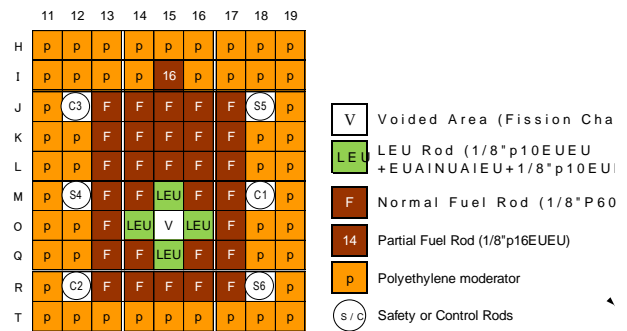 11 12 13 14 15 16 17 18 19
H p p p p p p p p p
I p p p p 16 p p p p
J p C3 F F F F F S5 p
K p p F F F F F p p
L p p F F F F F p p
M p S4 F F LEU F F C1 p
O p p F LEU V LEU F p p
Q p p F F LEU F F p p
R p C2 F F F F F S6 p
T p p p p p p p p p
V Voided Area (Fission Cha
LEU LEU Rod (1/8"p10EUEU
+EUAINUAIEU+1/8"p10EU
F Normal Fuel Rod (1/8"P60
14 Partial Fuel Rod (1/8"p16EUEU)
p Polyethylene moderator
S / C Safety or Control Rods